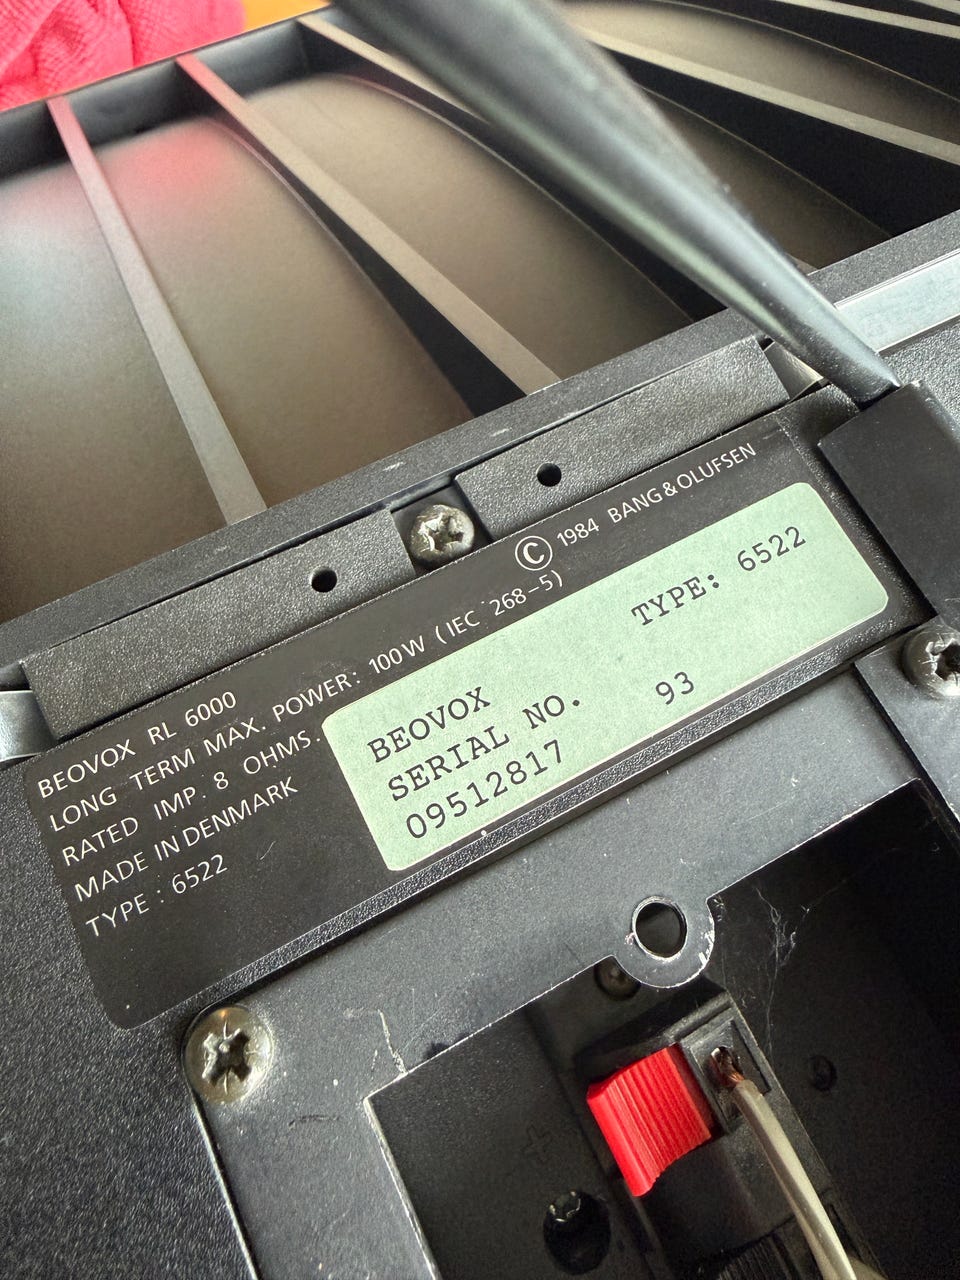 © 1984 BANG & OLUFSEN
BEOVOX RL 6000
LONG TERM MAX. POWER: 100W (IEC 268-5)
RATED IMP. 8 OHMS.
MADE IN DENMARK
TYPE : 6522
TYPE: 6522
BEOVOX
SERIAL NO. 93
09512817
+